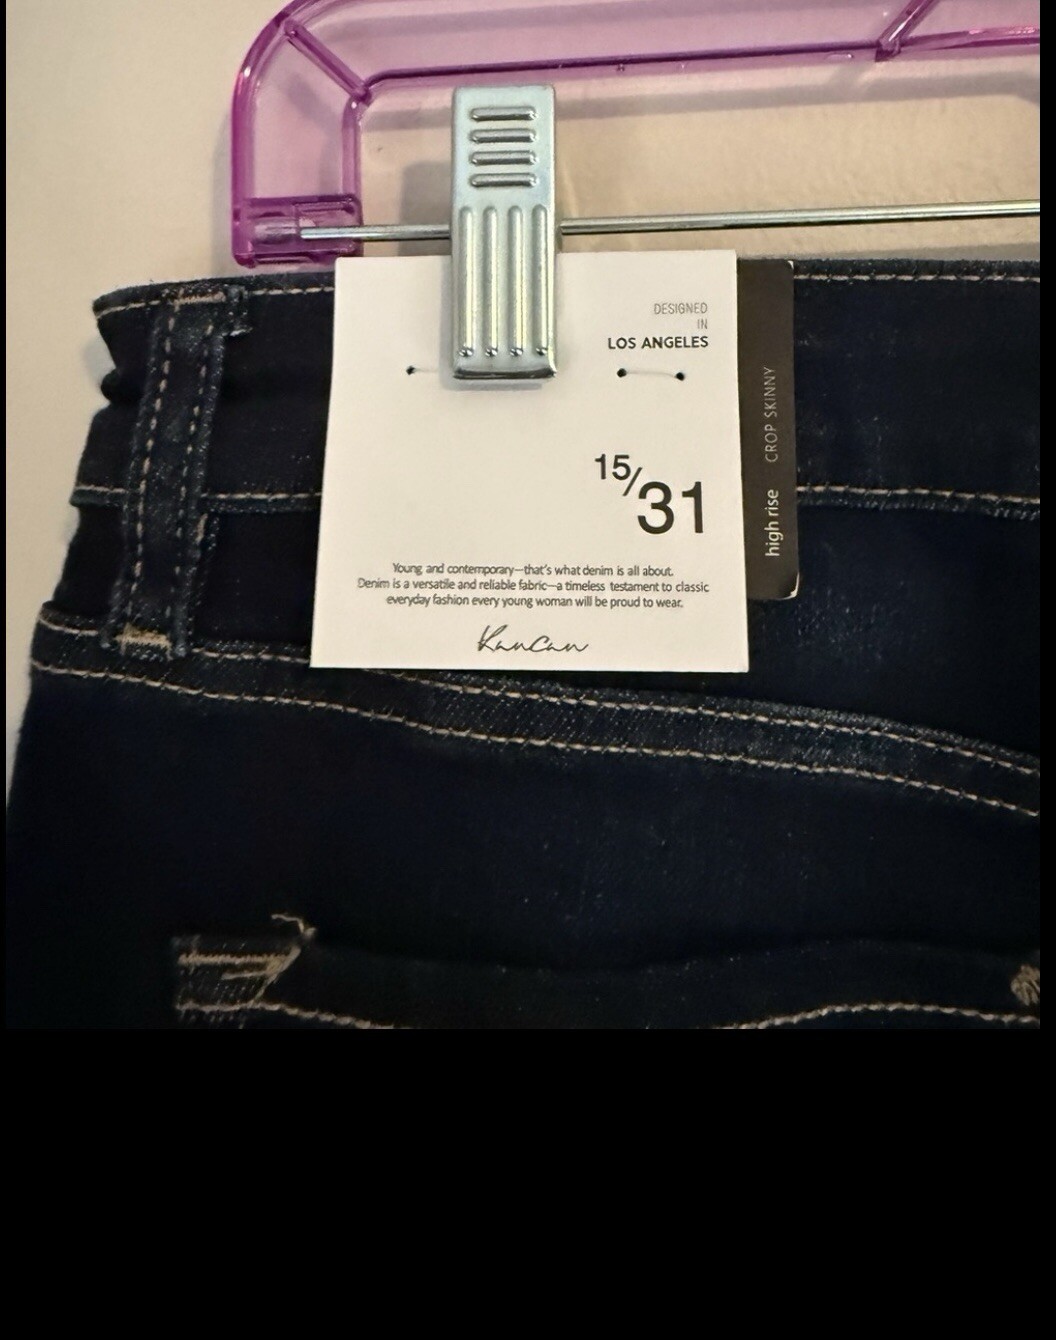 DESIGNED
IN
LOS ANGELES
15/31
Young and contemporary—that's what denim is all about.
Denim is a versatile and reliable fabric—a timeless testament to classic
everyday fashion every young woman will be proud to wear.
KanCan
high rise CROP SKINNY